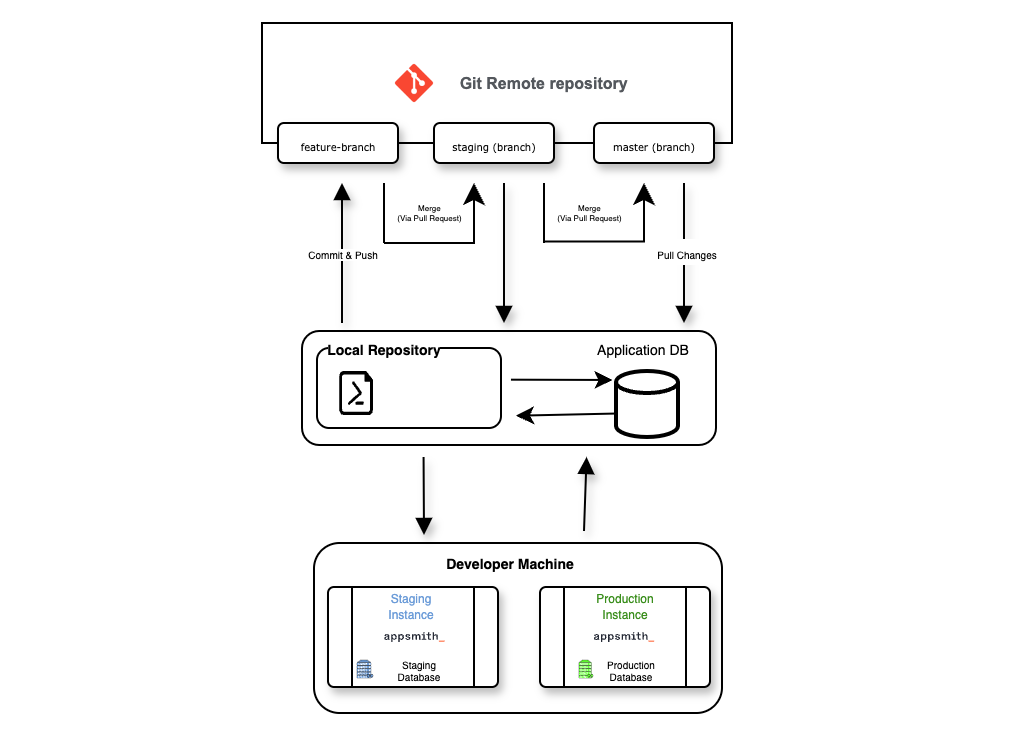 Git Remote repository
feature-branch
staging (branch)
master (branch)
Merge
(Via Pull Request)
Merge
(Via Pull Request)
Commit & Push
Pull Changes
Local Repository
Application DB
Developer Machine
Staging
Instance
appsmith_
Staging
Database
Production
Instance
appsmith_
Production
Database